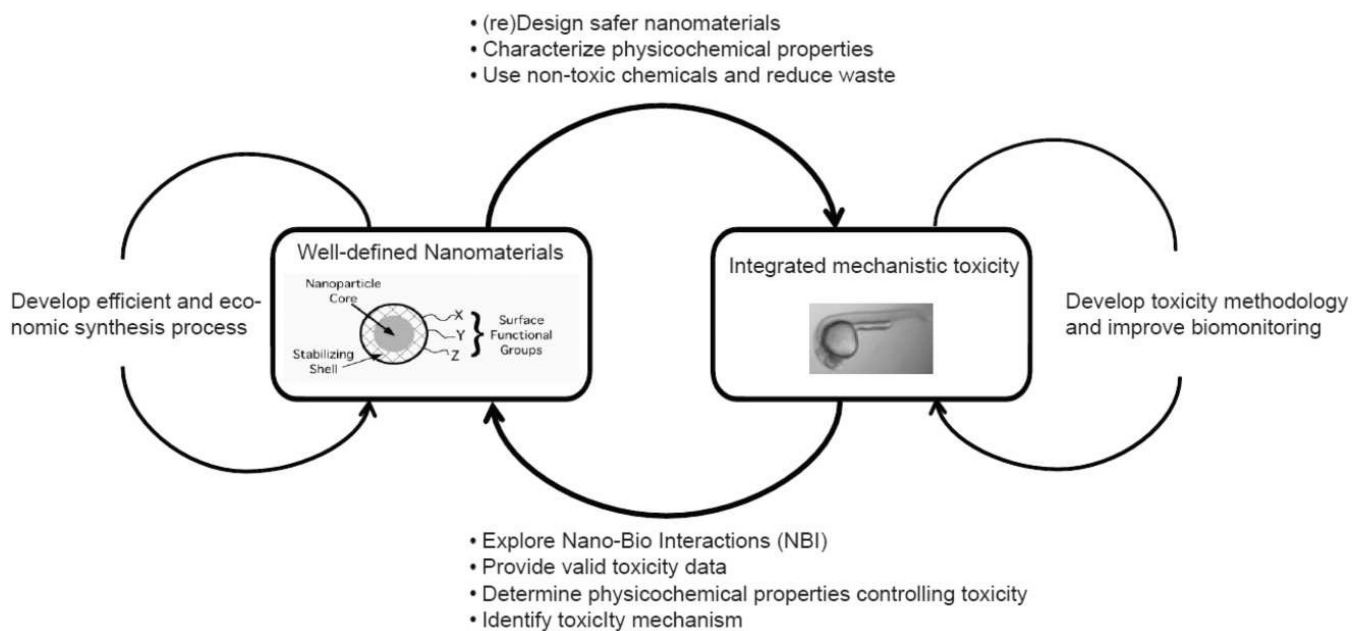 • (re)Design safer nanomaterials
• Characterize physicochemical properties
• Use non-toxic chemicals and reduce waste
Well-defined Nanomaterials
Nanoparticle
Core
X
Y
Z
Surface
Functional
Groups
Stabilizing
Shell
Integrated mechanistic toxicity
Develop efficient and eco-
nomic synthesis process
Develop toxicity methodology
and improve biomonitoring
• Explore Nano-Bio Interactions (NBI)
• Provide valid toxicity data
• Determine physicochemical properties controlling toxicity
• Identify toxiclty mechanism